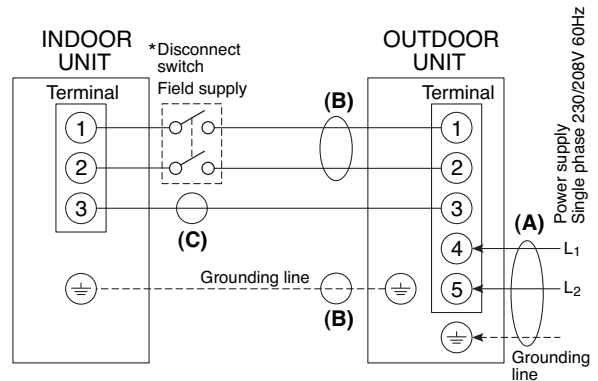 INDOOR
UNIT
*Disconnect
switch
Field supply
OUTDOOR
UNIT
Terminal
(B)
Terminal
1
1
2
2
3
3
(C)
4
L1
5
L2
(A)
Grounding line
(B)
Grounding
line
Power supply
Single phase 230/208V 60Hz